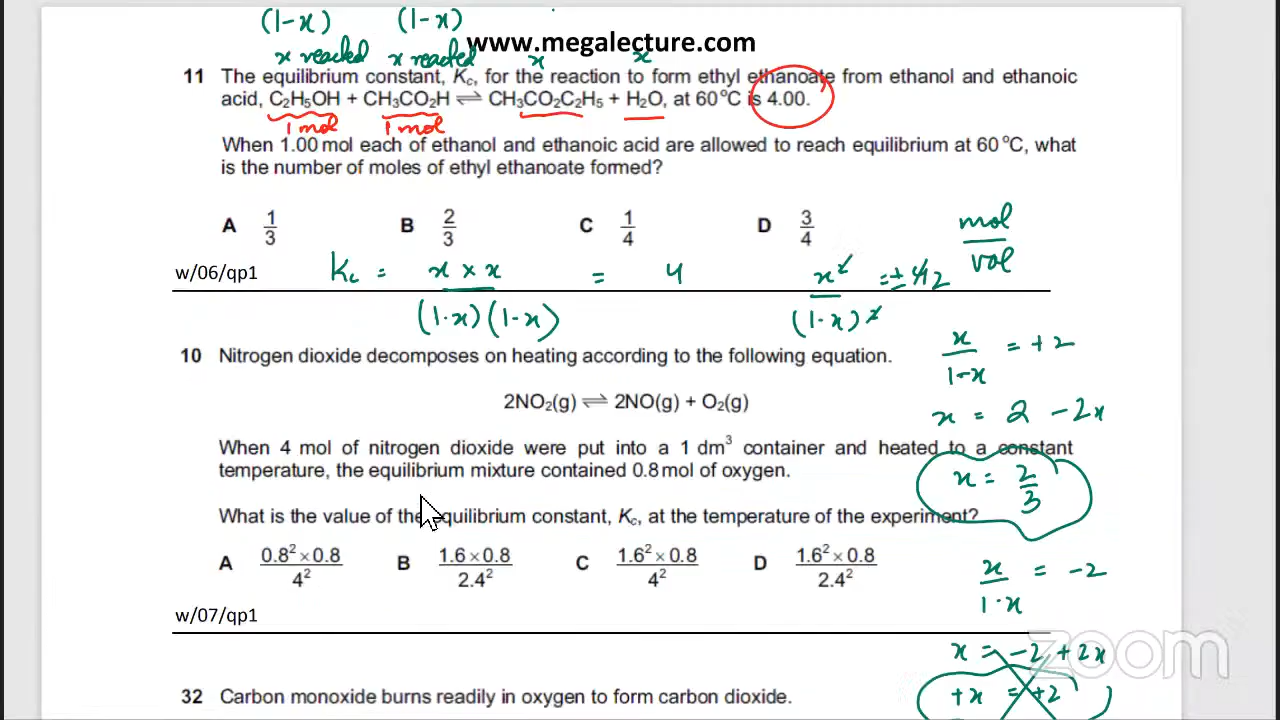 (1-x) (1-x)
x reacted x reacted x x
www.megalecture.com
11 The equilibrium constant, Kc, for the reaction to form ethyl ethanoate from ethanol and ethanoic
acid, C2H5OH + CH3CO2H ⇌ CH3CO2C2H5 + H2O, at 60 °C is 4.00.
1 mol 1 mol
When 1.00 mol each of ethanol and ethanoic acid are allowed to reach equilibrium at 60 °C, what
is the number of moles of ethyl ethanoate formed?
A 1/3 B 2/3 C 1/4 D 3/4
mol/vol
w/06/qp1
Kc = x × x / (1-x)(1-x) = 4
x²/(1-x)² = ± 4 2
10 Nitrogen dioxide decomposes on heating according to the following equation.
x/(1-x) = +2
2NO2(g) ⇌ 2NO(g) + O2(g)
x = 2 - 2x
When 4 mol of nitrogen dioxide were put into a 1 dm³ container and heated to a constant
temperature, the equilibrium mixture contained 0.8 mol of oxygen.
x = 2/3
What is the value of the equilibrium constant, Kc, at the temperature of the experiment?
A 0.8² × 0.8 / 4² B 1.6 × 0.8 / 2.4² C 1.6² × 0.8 / 4² D 1.6² × 0.8 / 2.4²
x/(1-x) = -2
w/07/qp1
zoom
x = -2 + 2x
+x = +2
32 Carbon monoxide burns readily in oxygen to form carbon dioxide.